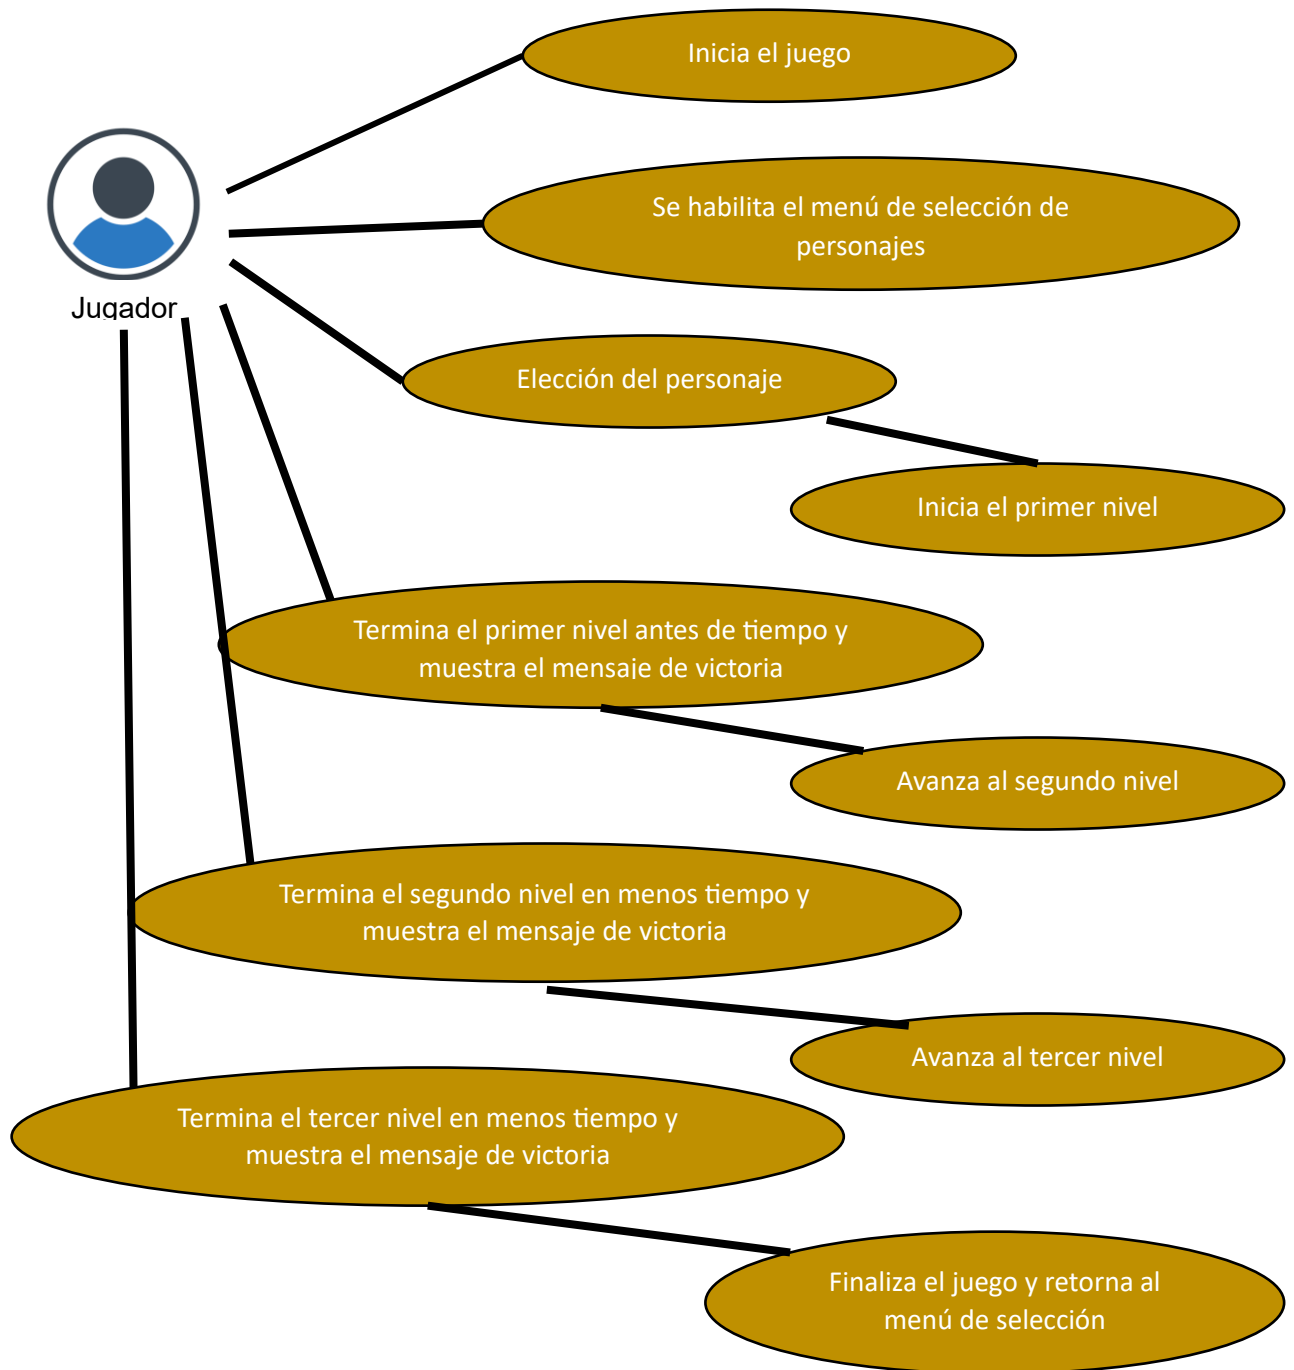 Inicia el juego
Se habilita el menú de selección de
personajes
Jugador
Elección del personaje
Inicia el primer nivel
Termina el primer nivel antes de tiempo y
muestra el mensaje de victoria
Avanza al segundo nivel
Termina el segundo nivel en menos tiempo y
muestra el mensaje de victoria
Avanza al tercer nivel
Termina el tercer nivel en menos tiempo y
muestra el mensaje de victoria
Finaliza el juego y retorna al
menú de selección